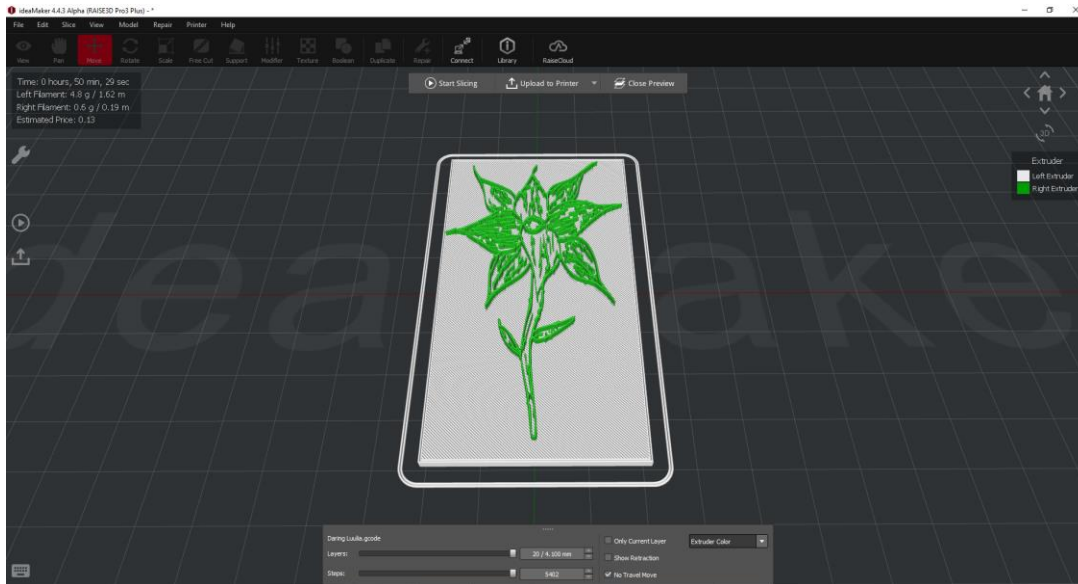 ideaMaker 4.4.3 Alpha (RAISE3D Pro3 Plus) - *
File Edit Slice View Model Repair Printer Help
View Pan Move Rotate Scale Free Cut Support Modifier Texture Boolean Duplicate Repair Connect Library RaiseCloud
Time: 0 hours, 50 min, 29 sec
Left Filament: 4.8 g / 1.62 m
Right Filament: 0.6 g / 0.19 m
Estimated Price: 0.13
Start Slicing Upload to Printer Close Preview
2D
Extruder
Left Extruder
Right Extruder
deamake
Daring Luulia.gcode
Layers: 20 / 4.100 mm
Steps: 5402
Only Current Layer Extruder Color
Show Retraction
No Travel Move